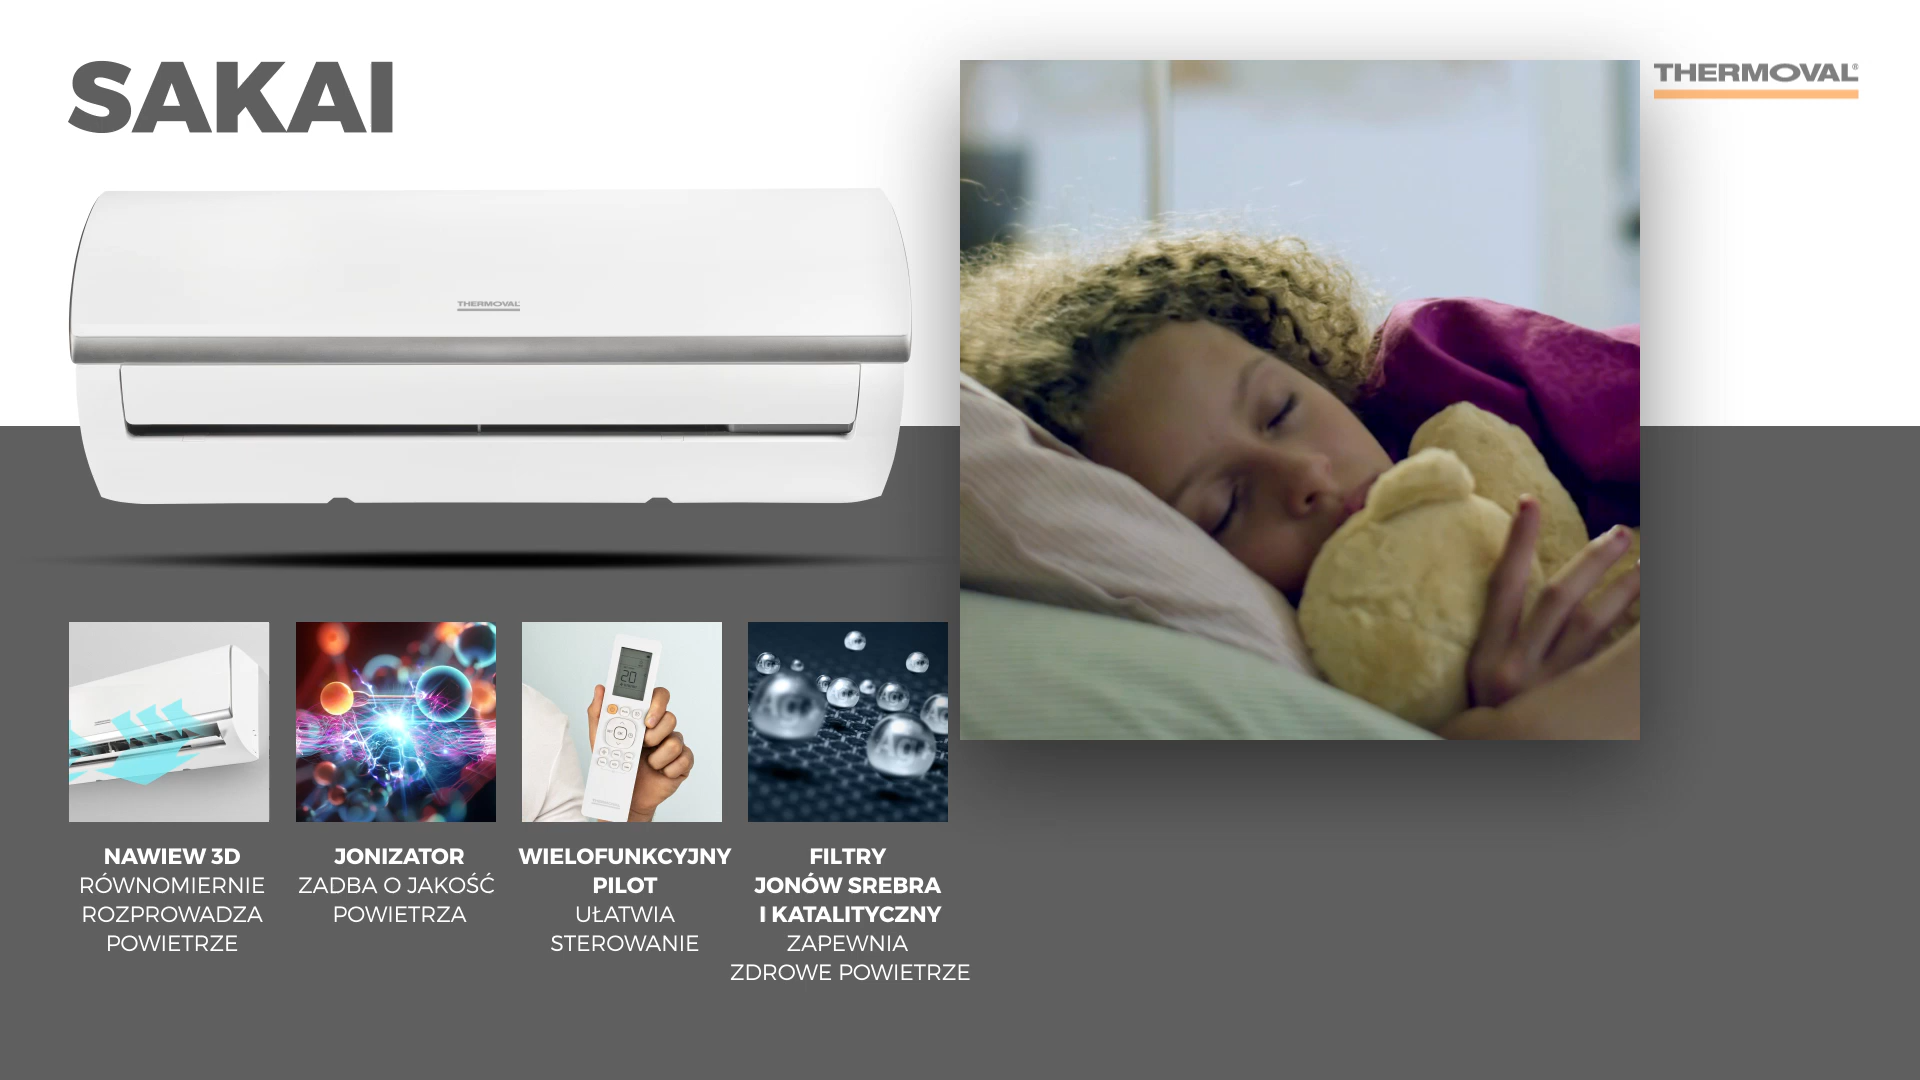 SAKAI
THERMOVAL®
THERMOVAL
20
NAWIEW 3D
RÓWNOMIERNIE
ROZPROWADZA
POWIETRZE
JONIZATOR
ZADBA O JAKOŚĆ
POWIETRZA
WIELOFUNKCYJNY
PILOT
UŁATWIA
STEROWANIE
FILTRY
JONÓW SREBRA
I KATALITYCZNY
ZAPEWNIA
ZDROWE POWIETRZE